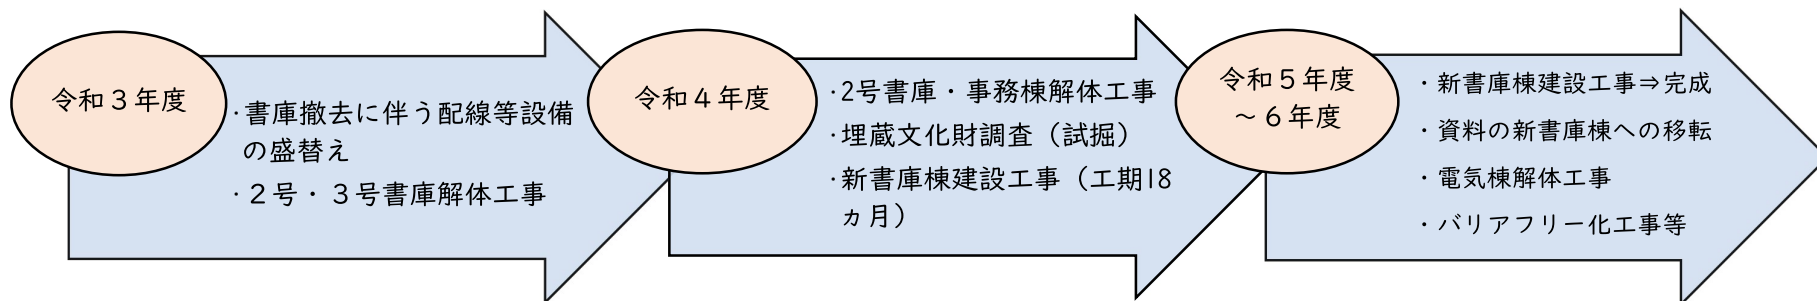 令和３年度
・書庫撤去に伴う配線等設備
の盛替え
・２号・３号書庫解体工事
令和４年度
・2号書庫・事務棟解体工事
・埋蔵文化財調査（試掘）
・新書庫棟建設工事（工期18
ヵ月）
令和５年度
～６年度
・新書庫棟建設工事⇒完成
・資料の新書庫棟への移転
・電気棟解体工事
・バリアフリー化工事等